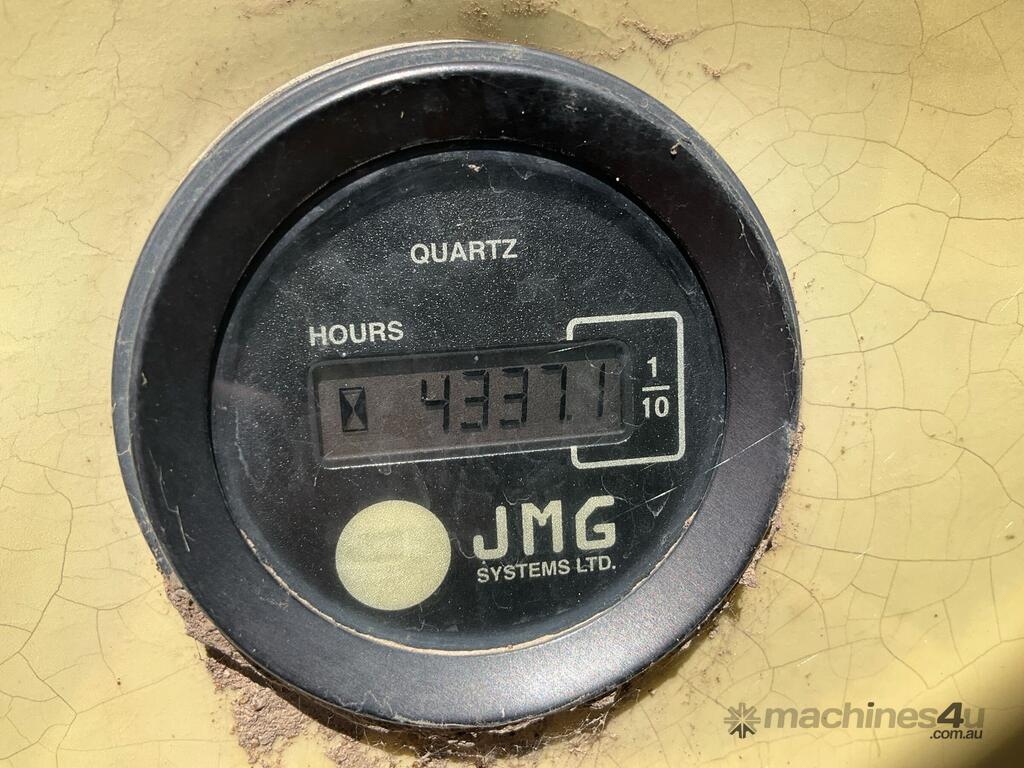 QUARTZ
HOURS
4337.1
1
10
JMG
SYSTEMS LTD.
machines4u
.com.au